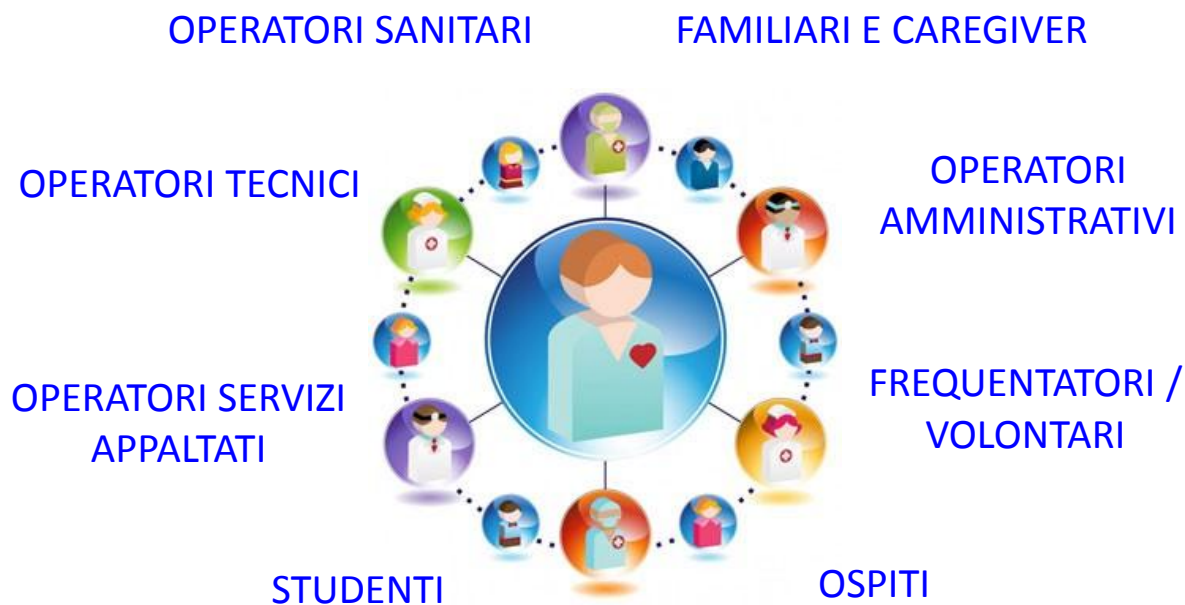 OPERATORI SANITARI
FAMILIARI E CAREGIVER
OPERATORI TECNICI
OPERATORI
AMMINISTRATIVI
OPERATORI SERVIZI
APPALTATI
FREQUENTATORI /
VOLONTARI
STUDENTI
OSPITI